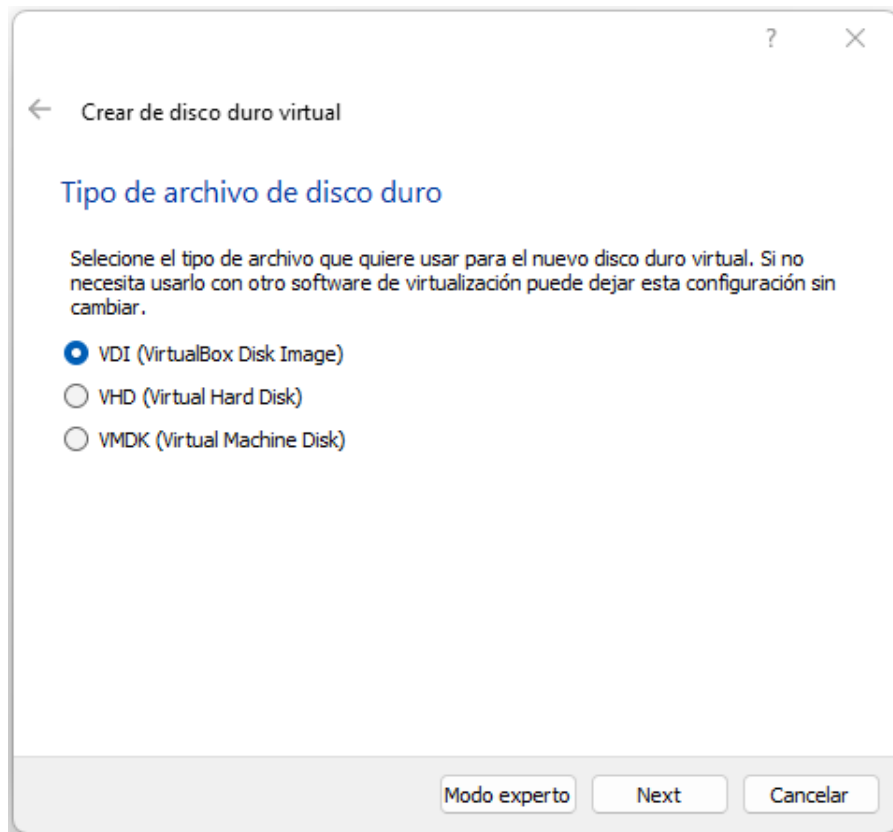 ?
Crear de disco duro virtual
Tipo de archivo de disco duro
Selecione el tipo de archivo que quiere usar para el nuevo disco duro virtual. Si no
necesita usarlo con otro software de virtualización puede dejar esta configuración sin
cambiar.
VDI (VirtualBox Disk Image)
VHD (Virtual Hard Disk)
VMDK (Virtual Machine Disk)
Modo experto Next Cancelar